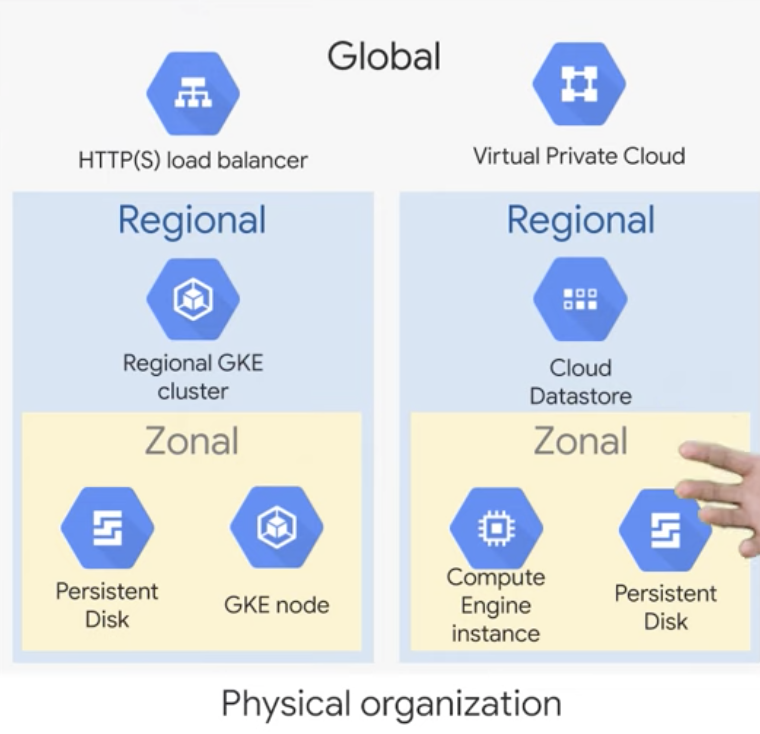 Global
HTTP(S) load balancer
Virtual Private Cloud
Regional
Regional GKE
cluster
Zonal
Persistent
Disk
GKE node
Regional
Cloud
Datastore
Zonal
Compute
Engine
instance
Persistent
Disk
Physical organization